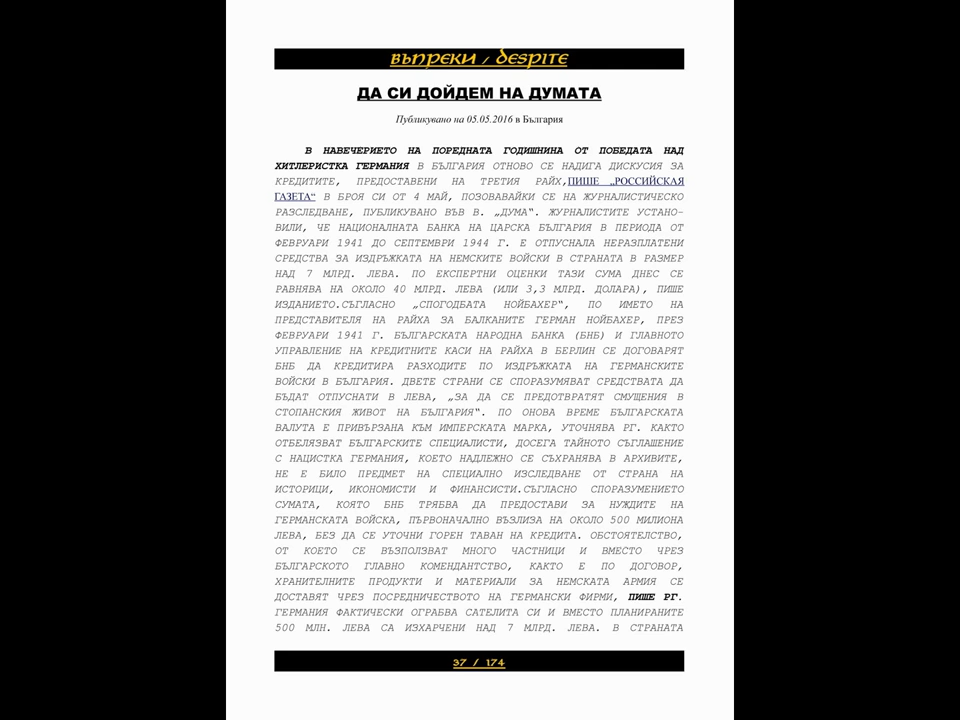 ВЪПРЕКИ / DESPITE
ДА СИ ДОЙДЕМ НА ДУМАТА
Публикувано на 05.05.2016 в България
В НАВЕЧЕРИЕТО НА ПОРЕДНАТА ГОДИШНИНА ОТ ПОБЕДАТА НАД
ХИТЛЕРИСТКА ГЕРМАНИЯ В БЪЛГАРИЯ ОТНОВО СЕ НАДИГА ДИСКУСИЯ ЗА
КРЕДИТИТЕ, ПРЕДОСТАВЕНИ НА ТРЕТИЯ РАЙХ,ПИШЕ „РОССИЙСКАЯ
ГАЗЕТА“ В БРОЯ СИ ОТ 4 МАЙ, ПОЗОВАВАЙКИ СЕ НА ЖУРНАЛИСТИЧЕСКО
РАЗСЛЕДВАНЕ, ПУБЛИКУВАНО ВЪВ В. „ДУМА“. ЖУРНАЛИСТИТЕ УСТАНО-
ВИЛИ, ЧЕ НАЦИОНАЛНАТА БАНКА НА ЦАРСКА БЪЛГАРИЯ В ПЕРИОДА ОТ
ФЕВРУАРИ 1941 ДО СЕПТЕМВРИ 1944 Г. Е ОТПУСНАЛА НЕРАЗПЛАТЕНИ
СРЕДСТВА ЗА ИЗДРЪЖКАТА НА НЕМСКИТЕ ВОЙСКИ В СТРАНАТА В РАЗМЕР
НАД 7 МЛРД. ЛЕВА. ПО ЕКСПЕРТНИ ОЦЕНКИ ТАЗИ СУМА ДНЕС СЕ
РАВНЯВА НА ОКОЛО 40 МЛРД. ЛЕВА (ИЛИ 3,3 МЛРД. ДОЛАРА), ПИШЕ
ИЗДАНИЕТО.СЪГЛАСНО „СПОГОДБАТА НОЙБАХЕР“, ПО ИМЕТО НА
ПРЕДСТАВИТЕЛЯ НА РАЙХА ЗА БАЛКАНИТЕ ГЕРМАН НОЙБАХЕР, ПРЕЗ
ФЕВРУАРИ 1941 Г. БЪЛГАРСКАТА НАРОДНА БАНКА (БНБ) И ГЛАВНОТО
УПРАВЛЕНИЕ НА КРЕДИТНИТЕ КАСИ НА РАЙХА В БЕРЛИН СЕ ДОГОВАРЯТ
БНБ ДА КРЕДИТИРА РАЗХОДИТЕ ПО ИЗДРЪЖКАТА НА ГЕРМАНСКИТЕ
ВОЙСКИ В БЪЛГАРИЯ. ДВЕТЕ СТРАНИ СЕ СПОРАЗУМЯВАТ СРЕДСТВАТА ДА
БЪДАТ ОТПУСНАТИ В ЛЕВА, „ЗА ДА СЕ ПРЕДОТВРАТЯТ СМУЩЕНИЯ В
СТОПАНСКИЯ ЖИВОТ НА БЪЛГАРИЯ“. ПО ОНОВА ВРЕМЕ БЪЛГАРСКАТА
ВАЛУТА Е ПРИВЪРЗАНА КЪМ ИМПЕРСКАТА МАРКА, УТОЧНЯВА РГ. КАКТО
ОТБЕЛЯЗВАТ БЪЛГАРСКИТЕ СПЕЦИАЛИСТИ, ДОСЕГА ТАЙНОТО СЪГЛАШЕНИЕ
С НАЦИСТКА ГЕРМАНИЯ, КОЕТО НАДЛЕЖНО СЕ СЪХРАНЯВА В АРХИВИТЕ,
НЕ Е БИЛО ПРЕДМЕТ НА СПЕЦИАЛНО ИЗСЛЕДВАНЕ ОТ СТРАНА НА
ИСТОРИЦИ, ИКОНОМИСТИ И ФИНАНСИСТИ.СЪГЛАСНО СПОРАЗУМЕНИЕТО
СУМАТА, КОЯТО БНБ ТРЯБВА ДА ПРЕДОСТАВИ ЗА НУЖДИТЕ НА
ГЕРМАНСКАТА ВОЙСКА, ПЪРВОНАЧАЛНО ВЪЗЛИЗА НА ОКОЛО 500 МИЛИОНА
ЛЕВА, БЕЗ ДА СЕ УТОЧНИ ГОРЕН ТАВАН НА КРЕДИТА. ОБСТОЯТЕЛСТВО,
ОТ КОЕТО СЕ ВЪЗПОЛЗВАТ МНОГО ЧАСТНИЦИ И ВМЕСТО ЧРЕЗ
БЪЛГАРСКОТО ГЛАВНО КОМЕНДАНТСТВО, КАКТО Е ПО ДОГОВОР,
ХРАНИТЕЛНИТЕ ПРОДУКТИ И МАТЕРИАЛИ ЗА НЕМСКАТА АРМИЯ СЕ
ДОСТАВЯТ ЧРЕЗ ПОСРЕДНИЧЕСТВОТО НА ГЕРМАНСКИ ФИРМИ, ПИШЕ РГ.
ГЕРМАНИЯ ФАКТИЧЕСКИ ОГРАБВА САТЕЛИТА СИ И ВМЕСТО ПЛАНИРАНИТЕ
500 МЛН. ЛЕВА СА ИЗХАРЧЕНИ НАД 7 МЛРД. ЛЕВА. В СТРАНАТА
37 / 174